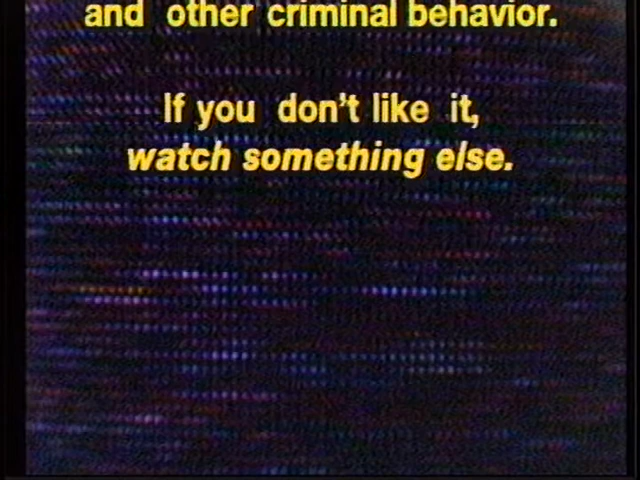 and other criminal behavior.
If you don't like it,
watch something else.